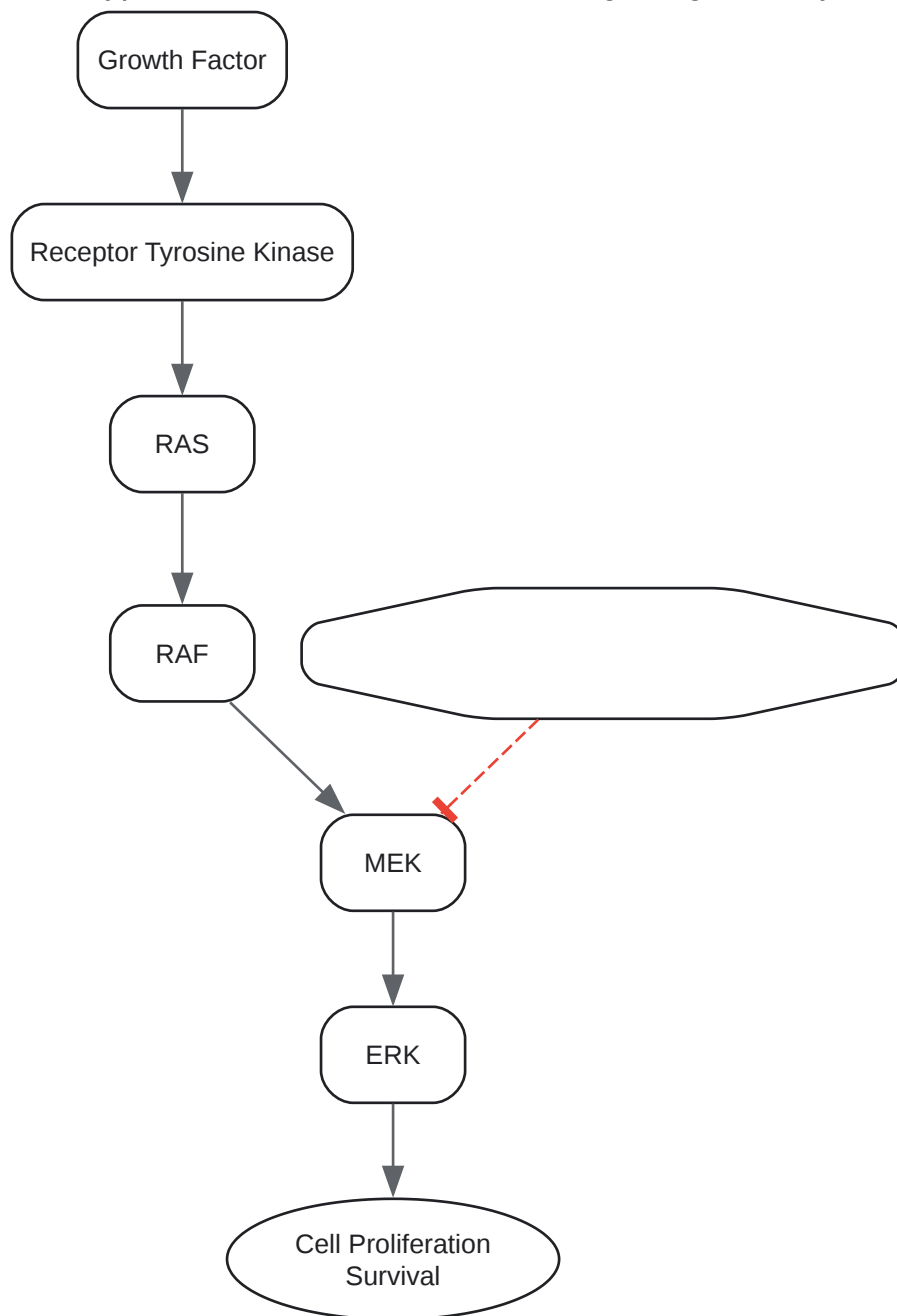 Growth Factor
Receptor Tyrosine Kinase
RAS
RAF
MEK
ERK
Cell Proliferation
Survival